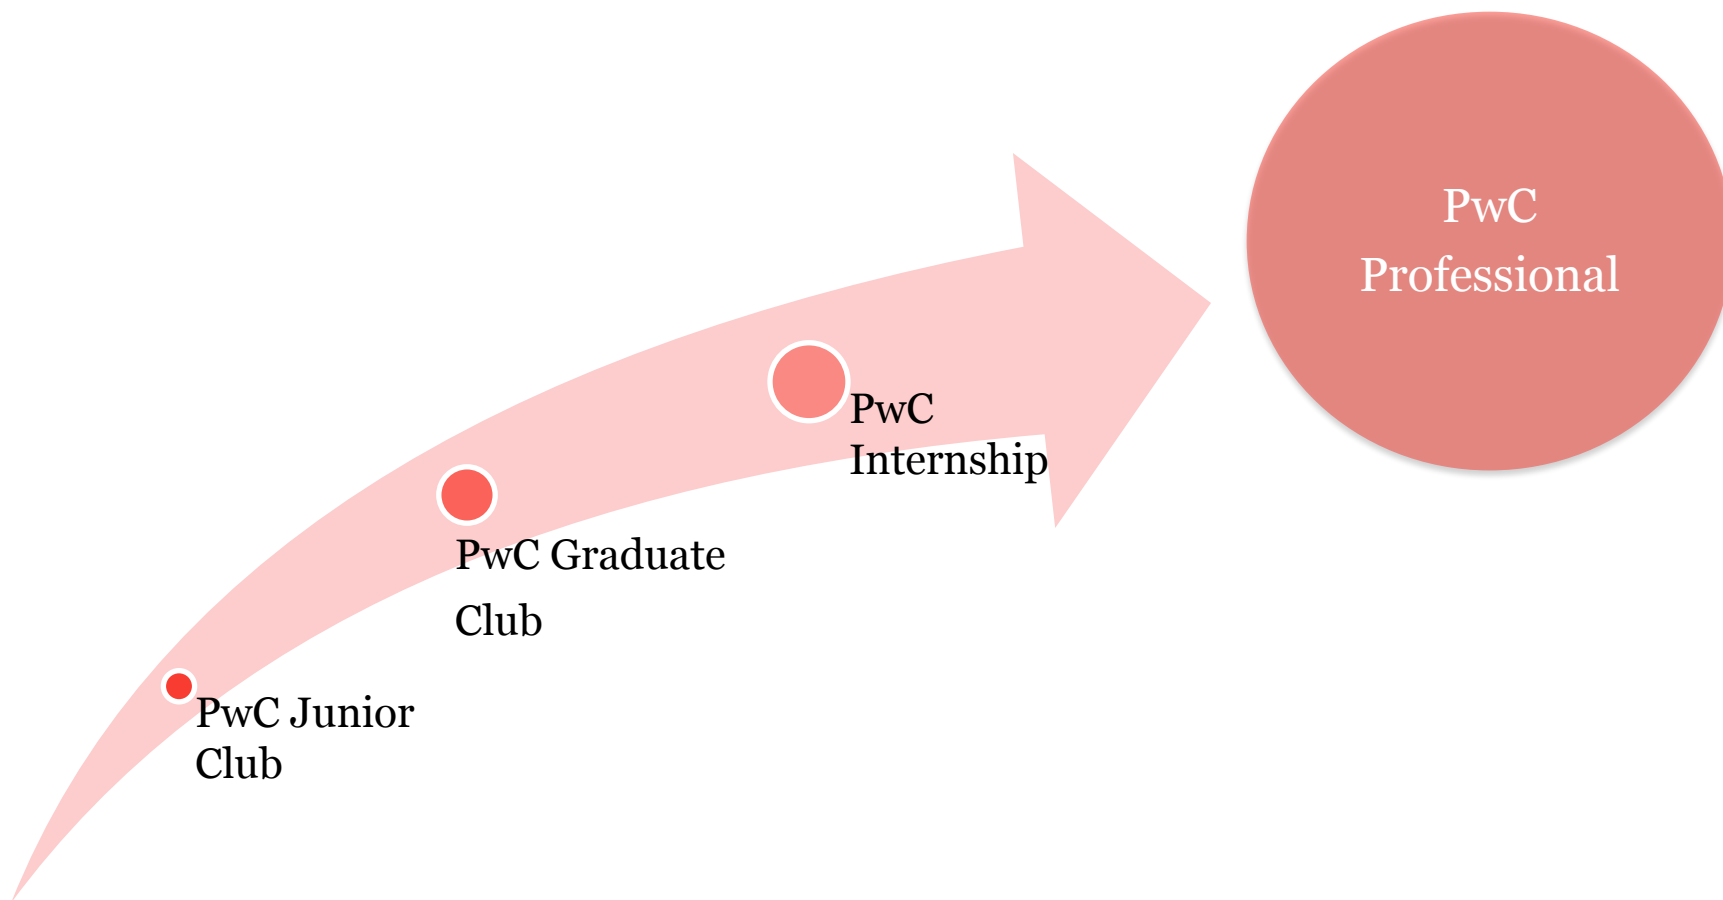 PwC
Professional
PwC
Internship
PwC Graduate
Club
PwC Junior
Club